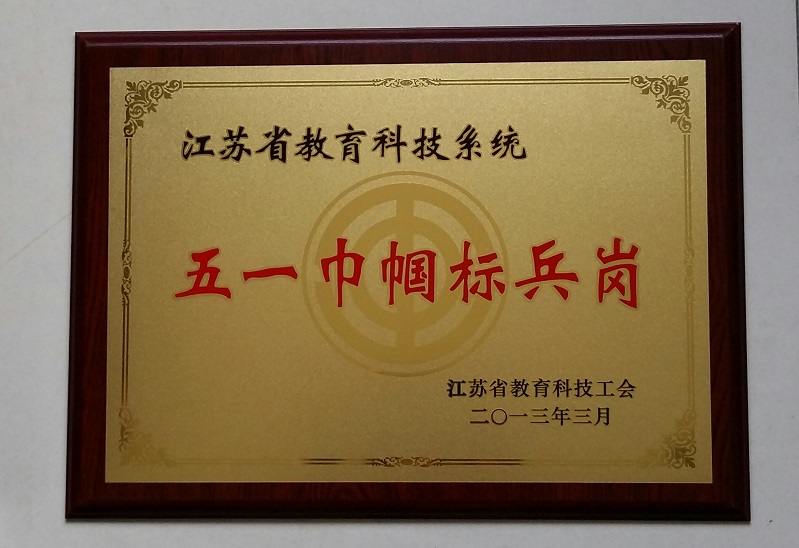 江苏省教育科技系统
五一巾帼标兵岗
江苏省教育科技工会
二〇一三年三月